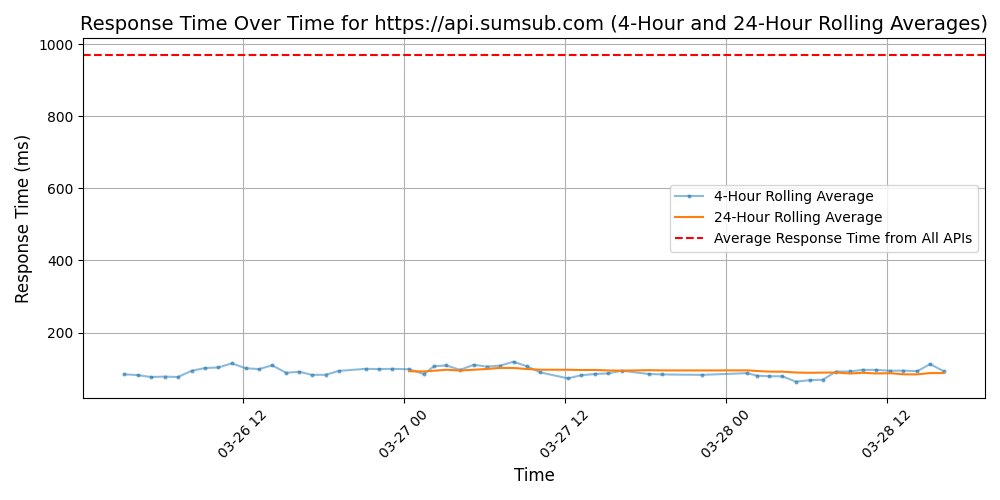 Response Time Over Time for https://api.sumsub.com (4-Hour and 24-Hour Rolling Averages)
Response Time (ms)
1000
800
600
400
200
4-Hour Rolling Average
24-Hour Rolling Average
Average Response Time from All APIs
03-26 12
03-27 00
03-27 12
03-28 00
03-28 12
Time